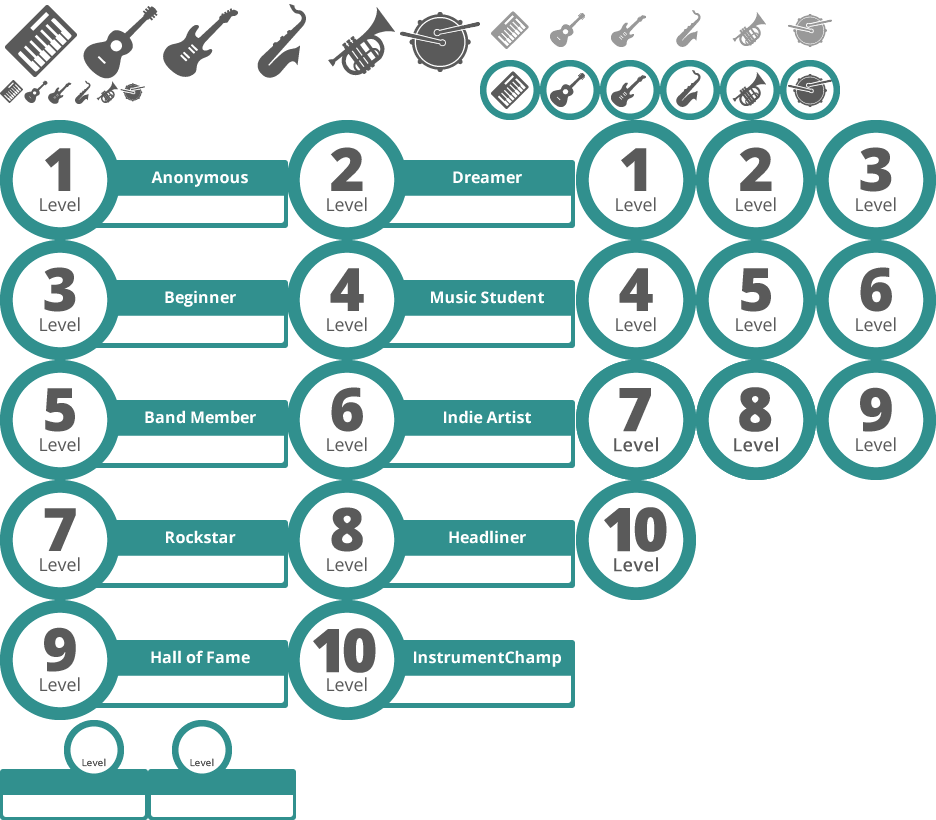 1
Level
Anonymous
2
Level
Dreamer
1
Level
2
Level
3
Level
3
Level
Beginner
4
Level
Music Student
4
Level
5
Level
6
Level
5
Level
Band Member
6
Level
Indie Artist
7
Level
8
Level
9
Level
7
Level
Rockstar
8
Level
Headliner
10
Level
9
Level
Hall of Fame
10
Level
InstrumentChamp
Level
Level